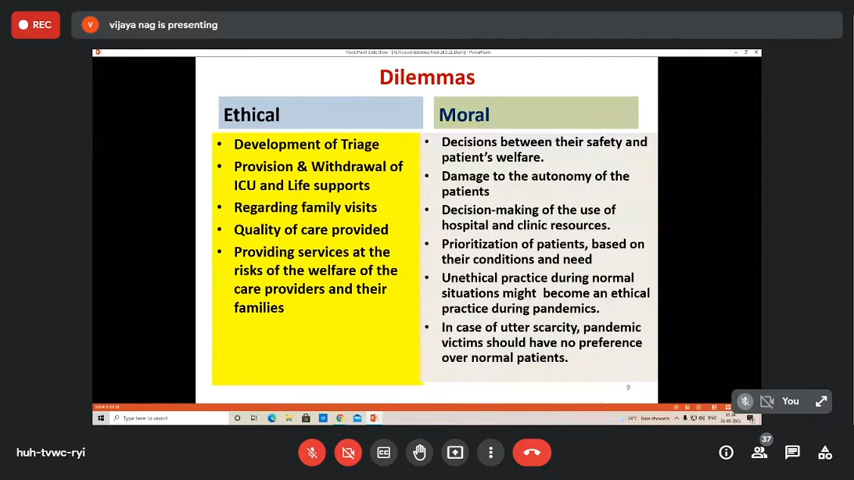 REC
V
vijaya nag is presenting
Dilemmas
Ethical
Moral
• Development of Triage
• Provision & Withdrawal of
ICU and Life supports
• Regarding family visits
• Quality of care provided
• Providing services at the
risks of the welfare of the
care providers and their
families
• Decisions between their safety and
patient's welfare.
• Damage to the autonomy of the
patients
• Decision-making of the use of
hospital and clinic resources.
• Prioritization of patients, based on
their conditions and need
• Unethical practice during normal
situations might become an ethical
practice during pandemics.
• In case of utter scarcity, pandemic
victims should have no preference
over normal patients.
9
You
Type here to search
Rain showers
huh-tvwc-ryi
37